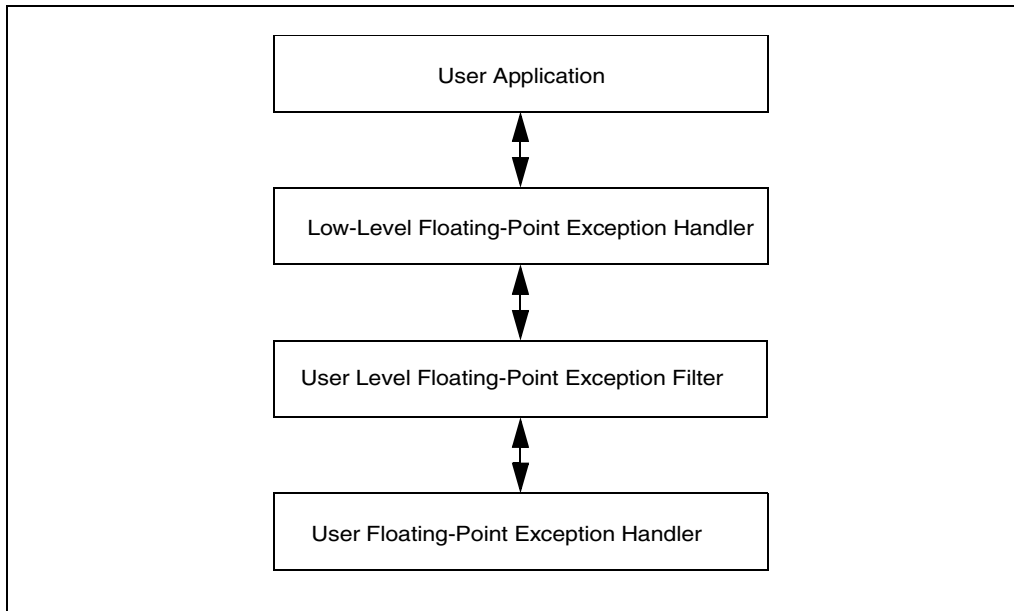 User Application
Low-Level Floating-Point Exception Handler
User Level Floating-Point Exception Filter
User Floating-Point Exception Handler